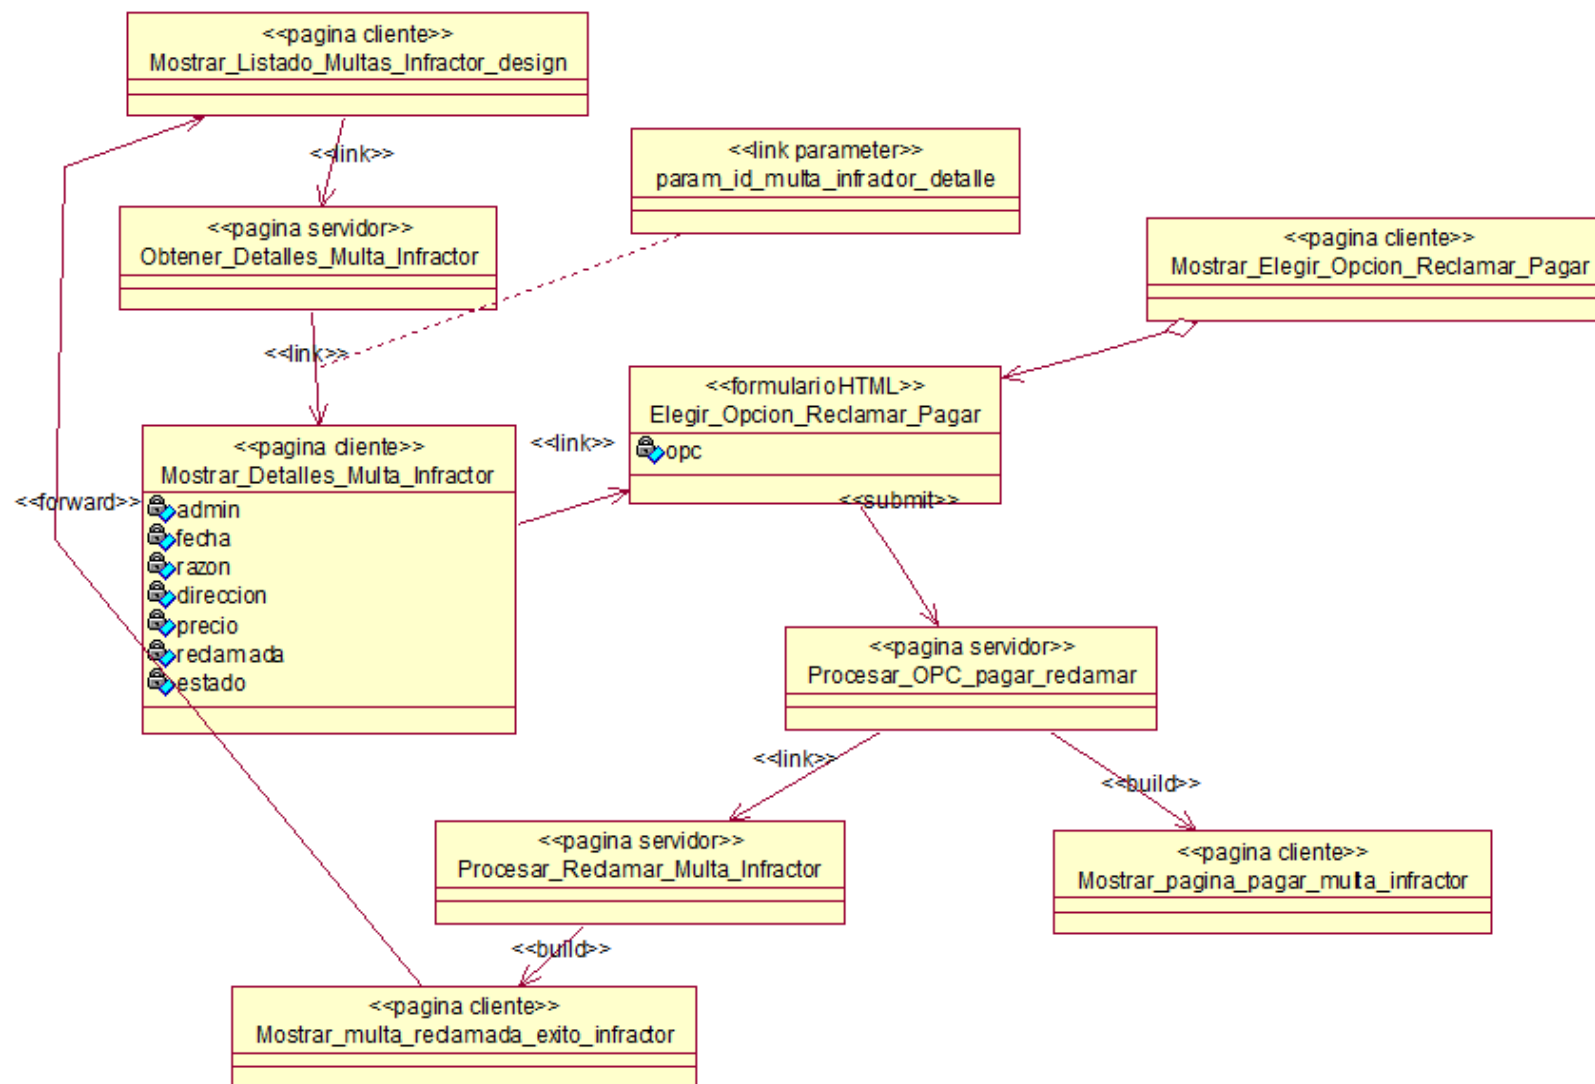 <<pagina cliente>>
Mostrar_Listado_Multas_Infractor_design
<<link>>
<<link parameter>>
param_id_multa_infractor_detalle
<<pagina servidor>>
Obtener_Detalles_Multa_Infractor
<<pagina cliente>>
Mostrar_Elegir_Opcion_Reclamar_Pagar
<<link>>
<<formularioHTML>>
Elegir_Opcion_Reclamar_Pagar
opc
<<link>>
<<pagina cliente>>
Mostrar_Detalles_Multa_Infractor
admin
fecha
razon
direccion
precio
reclamada
estado
<<forward>>
<<submit>>
<<pagina servidor>>
Procesar_OPC_pagar_reclamar
<<link>>
<<build>>
<<pagina servidor>>
Procesar_Reclamar_Multa_Infractor
<<pagina cliente>>
Mostrar_pagina_pagar_multa_infractor
<<build>>
<<pagina cliente>>
Mostrar_multa_reclamada_exito_infractor